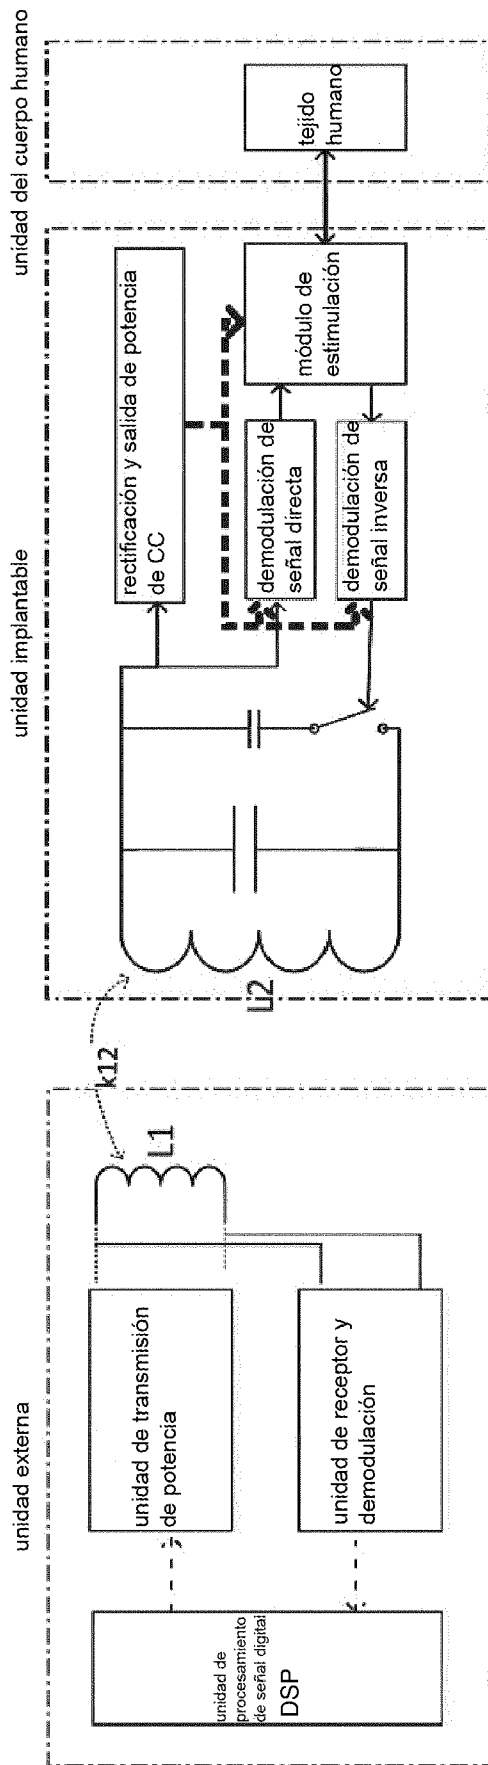 unidad externa
unidad de
procesamiento
de señal digital
DSP
unidad de transmisión
de potencia
unidad de receptor y
demodulación
L1
k12
unidad implantable
L2
rectificación y salida de potencia
de CC
demodulación de
señal directa
demodulación de
señal inversa
módulo de
estimulación
unidad del cuerpo humano
tejido
humano